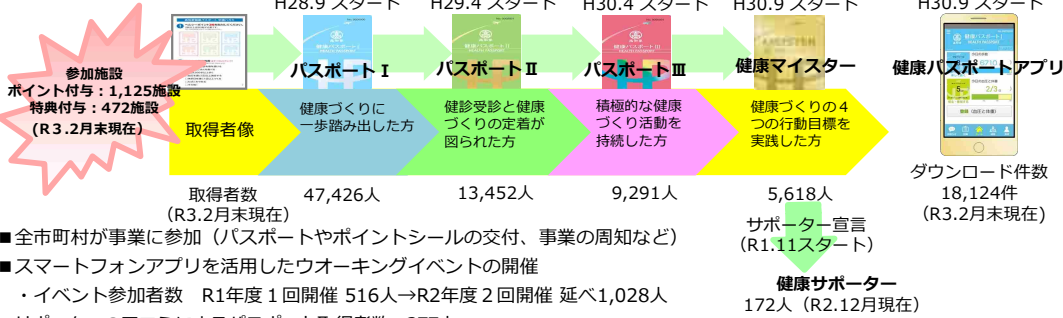 H28.9 スタート
H29.4 スタート
H30.4 スタート
H30.9 スタート
H30.9 スタート
参加施設
ポイント付与：1,125施設
特典付与：472施設
(R３.2月末現在)
パスポートⅠ
パスポートⅡ
パスポートⅢ
健康マイスター
健康パスポートアプリ
取得者像
健康づくりに
一歩踏み出した方
健診受診と健康
づくりの定着が
図られた方
積極的な健康
づくり活動を
持続した方
健康づくりの４
つの行動目標を
実践した方
取得者数
（R3.2月末現在）
47,426人
13,452人
9,291人
5,618人
ダウンロード件数
18,124件
（R3.2月末現在）
サポーター宣言
（R1.11スタート）
健康サポーター
172人（R2.12月現在）
■全市町村が事業に参加（パスポートやポイントシールの交付、事業の周知など）
■スマートフォンアプリを活用したウオーキングイベントの開催
・イベント参加者数　R1年度１回開催 516人→R2年度２回開催 延べ1,028人